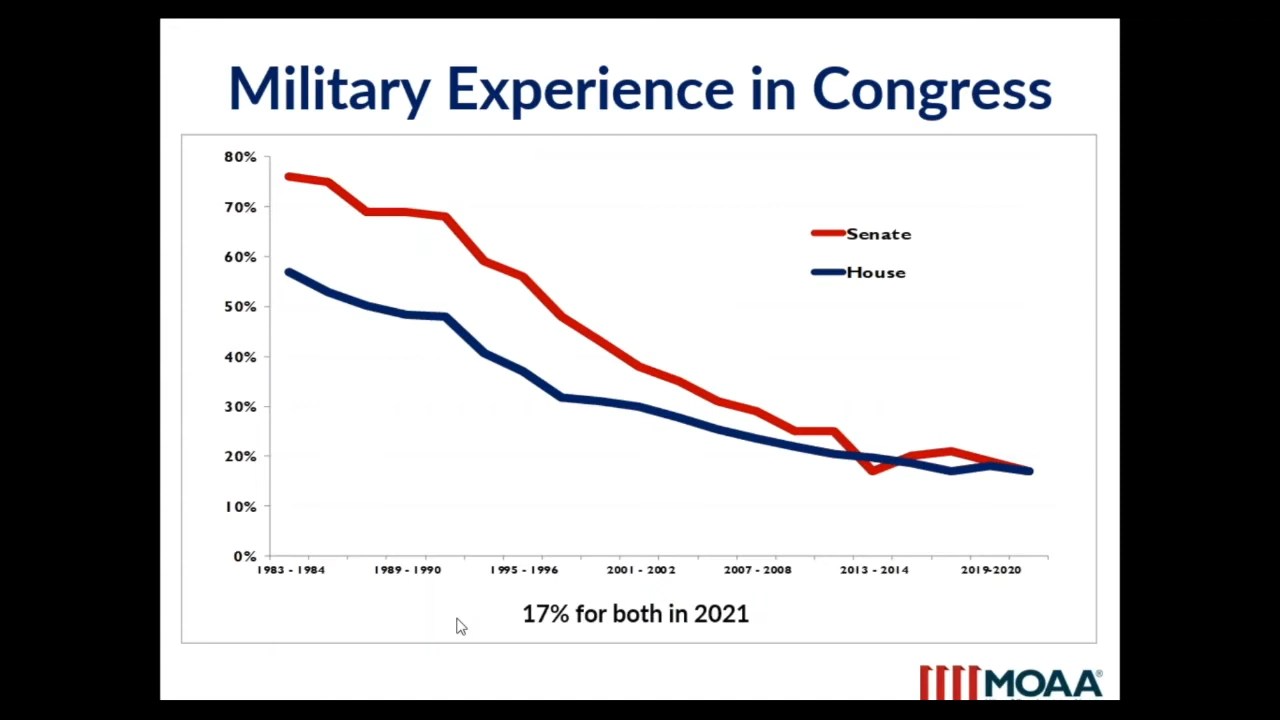 Military Experience in Congress
80%
70%
60%
50%
40%
30%
20%
10%
0%
Senate
House
1983 - 1984 1989 - 1990 1995 - 1996 2001 - 2002 2007 - 2008 2013 - 2014 2019-2020
17% for both in 2021
MOAA®